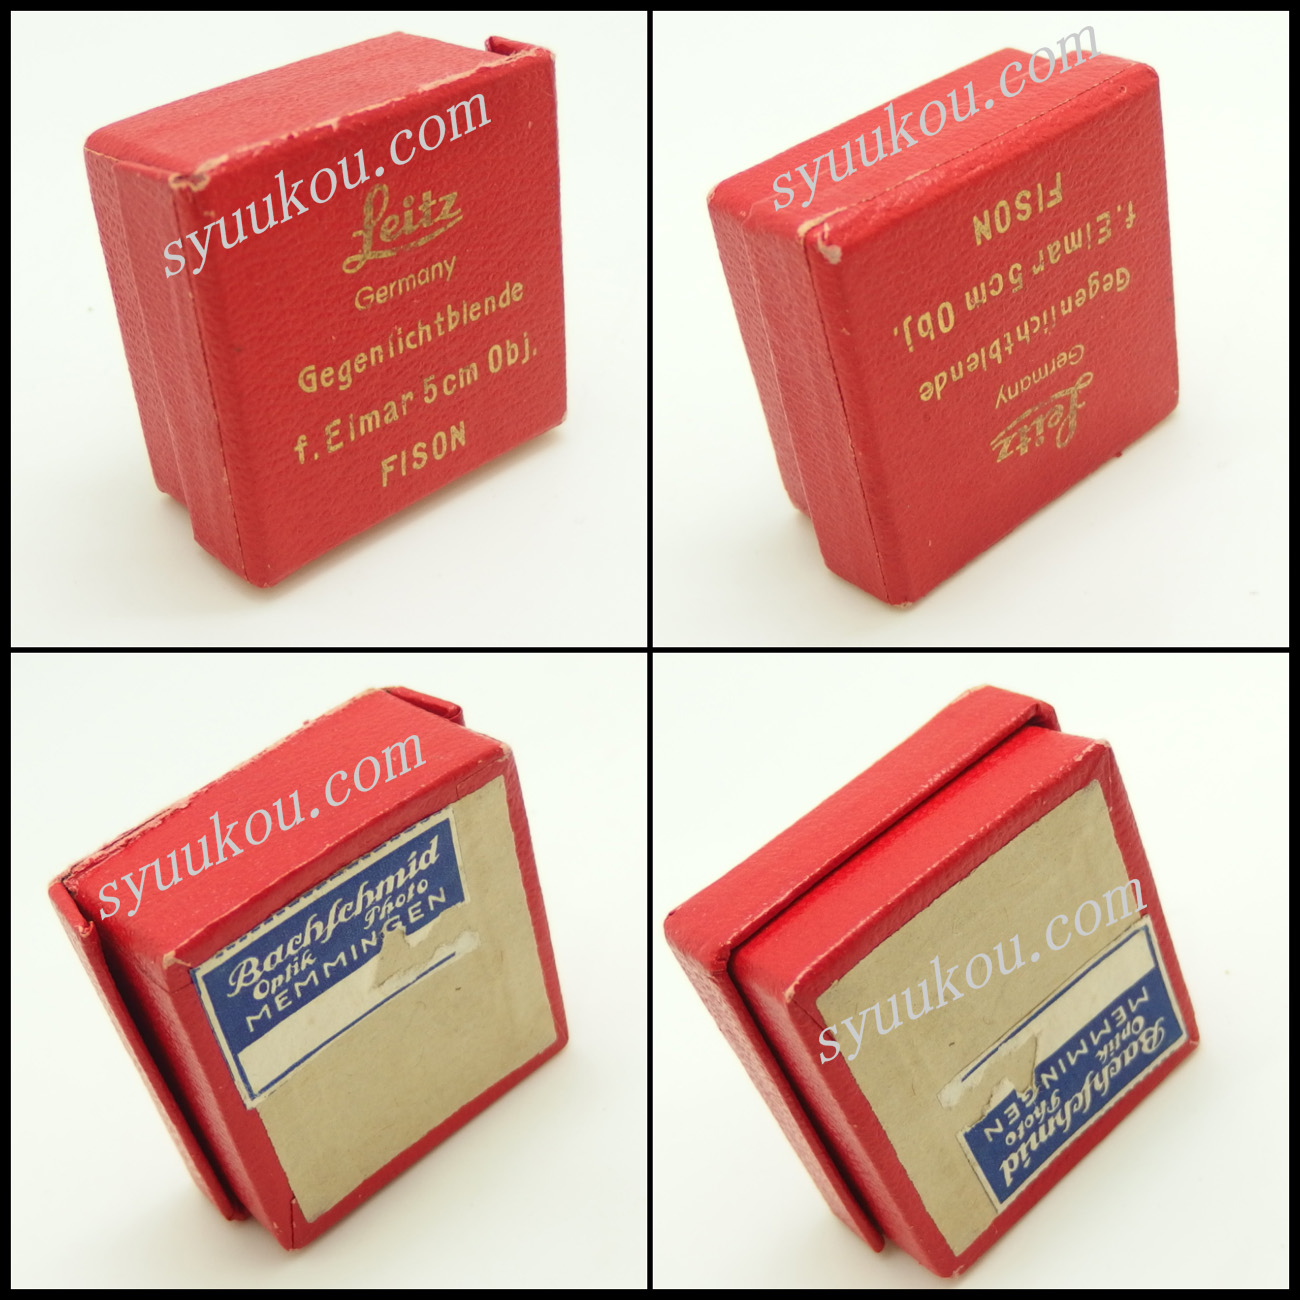 syuukou.com
Leitz
Germany
Gegenlichtblende
f. Elmar 5cm Obj.
FISON
syuukou.com
Leitz
Germany
Gegenlichtblende
f. Elmar 5cm Obj.
FISON
syuukou.com
Bachſchmid
Optik Photo
MEMMINGEN
syuukou.com
Bachſchmid
Optik Photo
MEMMINGEN